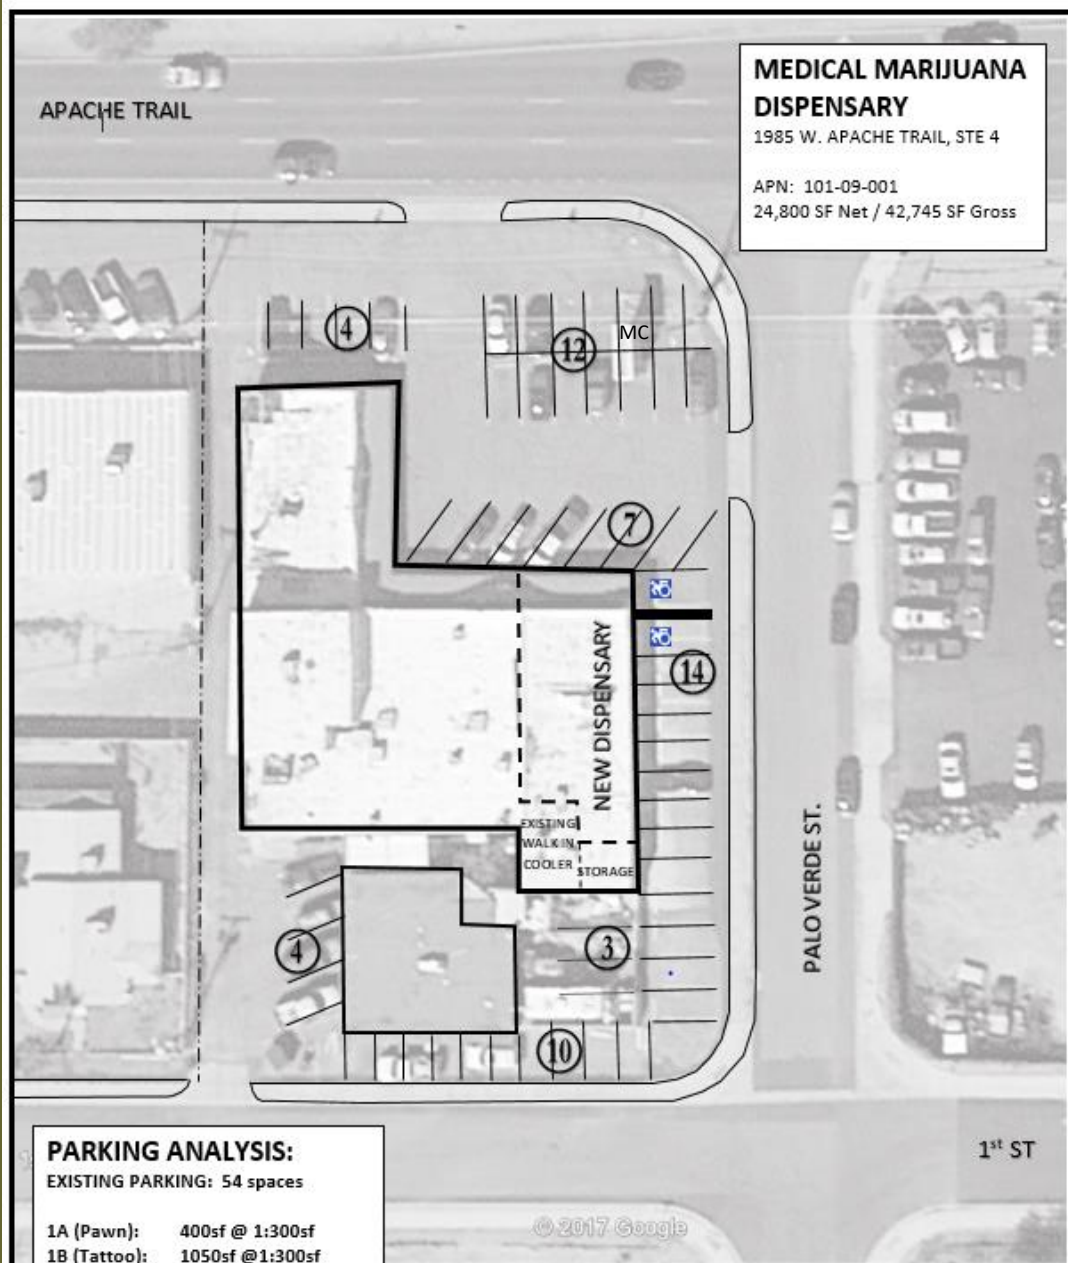 APACHE TRAIL
MEDICAL MARIJUANA
DISPENSARY
1985 W. APACHE TRAIL, STE 4
APN: 101-09-001
24,800 SF Net / 42,745 SF Gross
4
12
MC
7
14
NEW DISPENSARY
EXISTING
WALK IN
COOLER
STORAGE
4
3
10
PALO VERDE ST.
1st ST
PARKING ANALYSIS:
EXISTING PARKING: 54 spaces
1A (Pawn): 400sf @ 1:300sf
1B (Tattoo): 1050sf @1:300sf
© 2017 Google